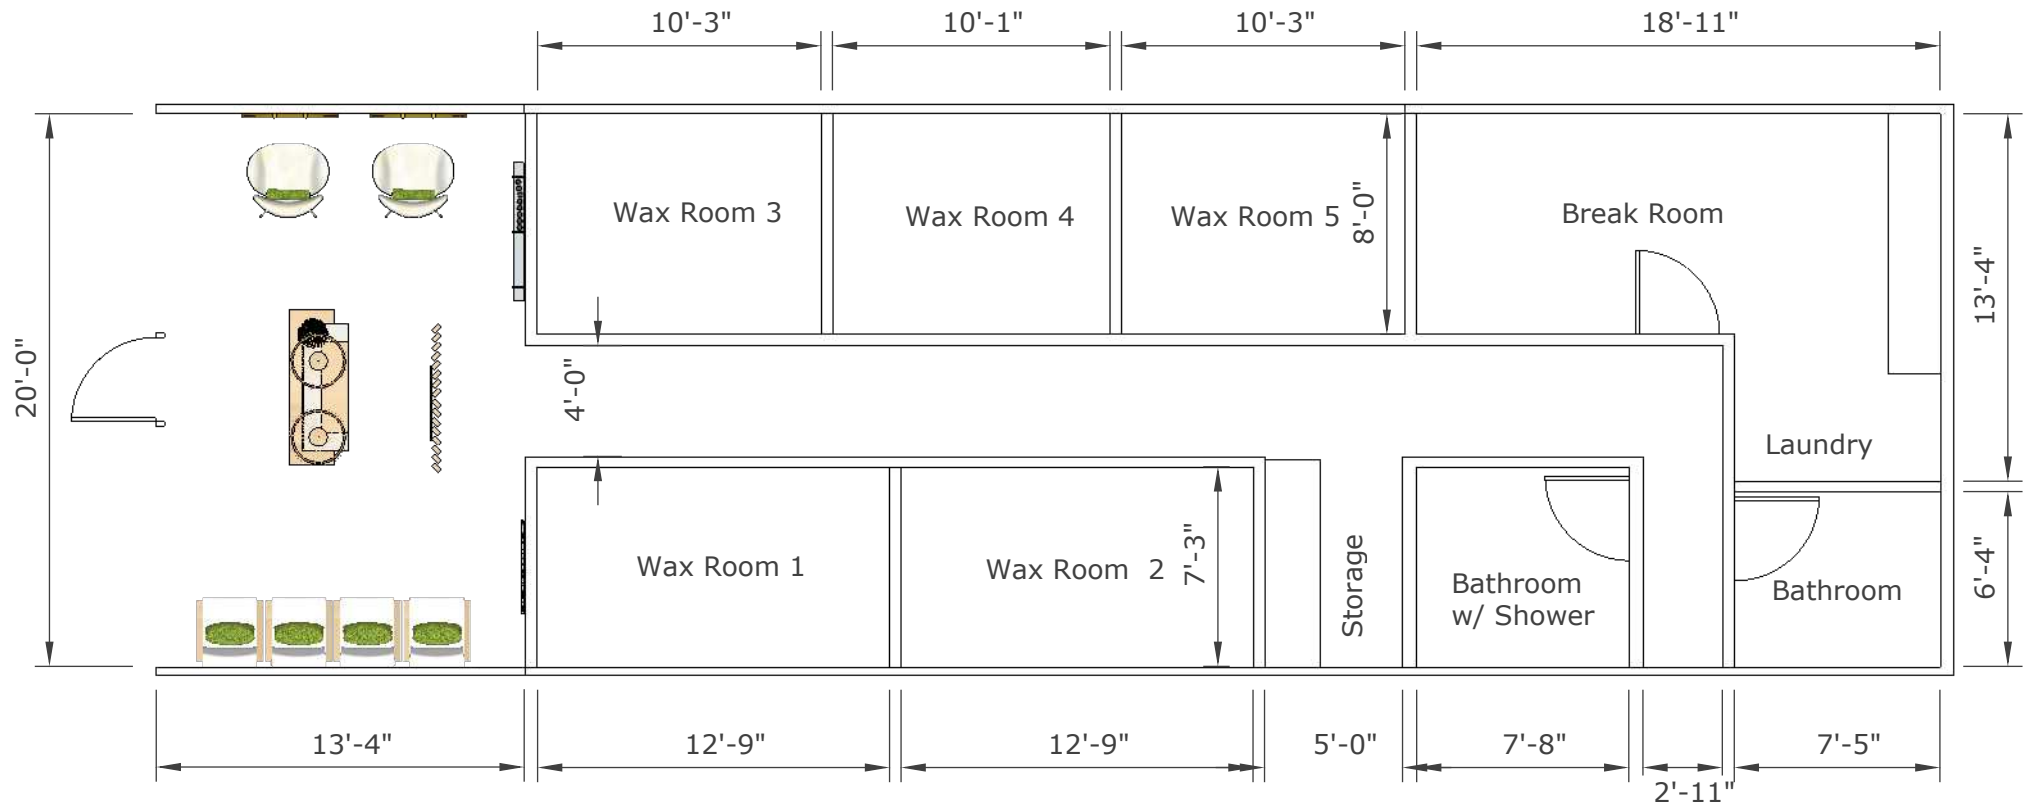 10'-3"
10'-1"
10'-3"
18'-11"
20'-0"
Wax Room 3
Wax Room 4
Wax Room 5
8'-0"
Break Room
13'-4"
4'-0"
Laundry
Wax Room 1
Wax Room 2
7'-3"
Storage
Bathroom
w/ Shower
Bathroom
6'-4"
13'-4"
12'-9"
12'-9"
5'-0"
7'-8"
2'-11"
7'-5"